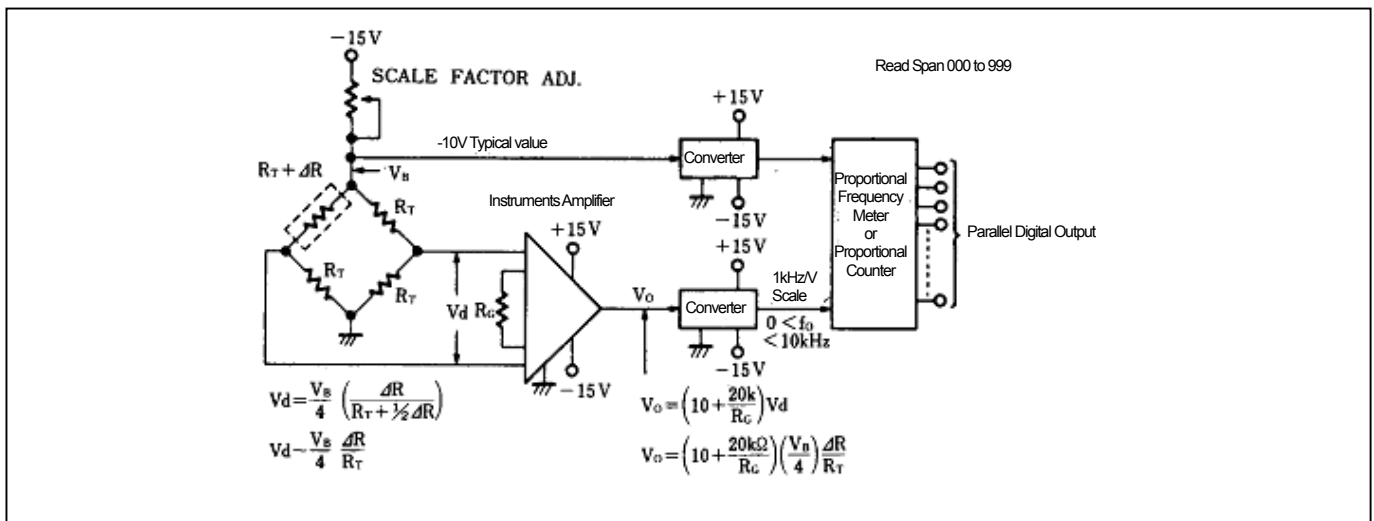 −15V
SCALE FACTOR ADJ.
Read Span 000 to 999
+15V
-10V Typical value
Converter
VB
RT + ΔR
RT
−15V
Proportional
Frequency
Meter
or
Proportional
Counter
Instruments Amplifier
+15V
+15V
Parallel Digital Output
RT
RT
Vd
RG
VO
Converter
1kHz/V
Scale
0 < fO
< 10kHz
−15V
−15V
Vd = VB/4 (ΔR / (RT + ½ΔR))
VO = (10 + 20k/RG) Vd
Vd − VB/4 ΔR/RT
VO = (10 + 20kΩ/RG)(VB/4) ΔR/RT